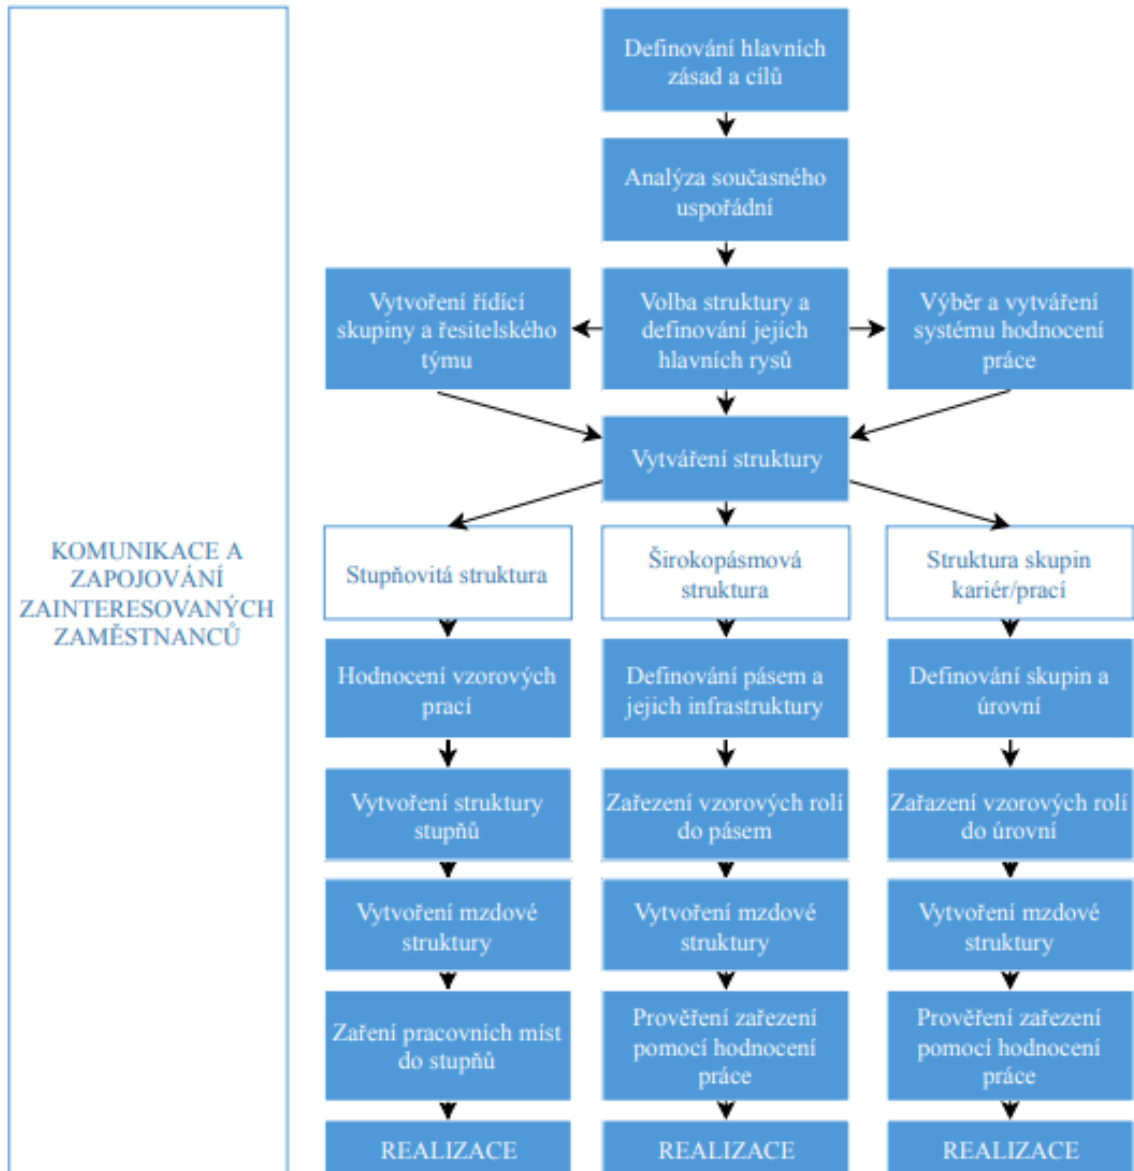 Definování hlavních
zásad a cílů
Analýza současného
uspořádní
Vytvoření řídící
skupiny a řesitelského
týmu
Volba struktury a
definování jejích
hlavních rysů
Výběr a vytváření
systému hodnocení
práce
Vytváření struktury
KOMUNIKACE A
ZAPOJOVÁNÍ
ZAINTERESOVANÝCH
ZAMĚSTNANCŮ
Stupňovitá struktura
Širokopásmová
struktura
Struktura skupin
kariér/prací
Hodnocení vzorových
prací
Definování pásem a
jejich infrastruktury
Definování skupin a
úrovní
Vytvoření struktury
stupňů
Zařezení vzorových rolí
do pásem
Zařazení vzorových rolí
do úrovní
Vytvoření mzdové
struktury
Vytvoření mzdové
struktury
Vytvoření mzdové
struktury
Zaření pracovních míst
do stupňů
Prověření zařezení
pomocí hodnocení
práce
Prověření zařezení
pomocí hodnocení
práce
REALIZACE
REALIZACE
REALIZACE